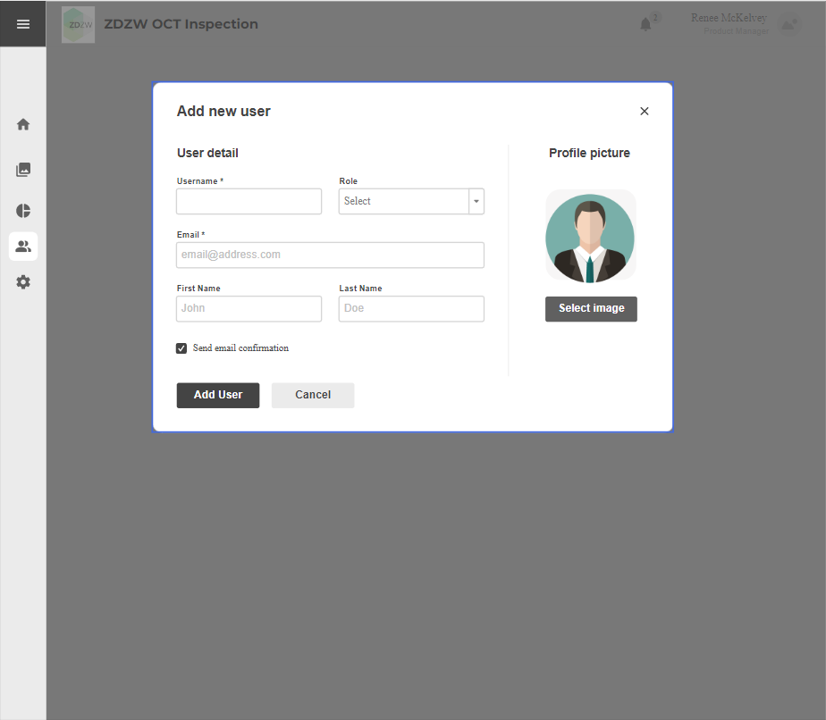 ZDZW
ZDZW OCT Inspection
2
Renee McKelvey
Product Manager
Add new user
User detail
Profile picture
Username *
Role
Select
Email *
email@address.com
First Name
Last Name
John
Doe
Select image
Send email confirmation
Add User
Cancel